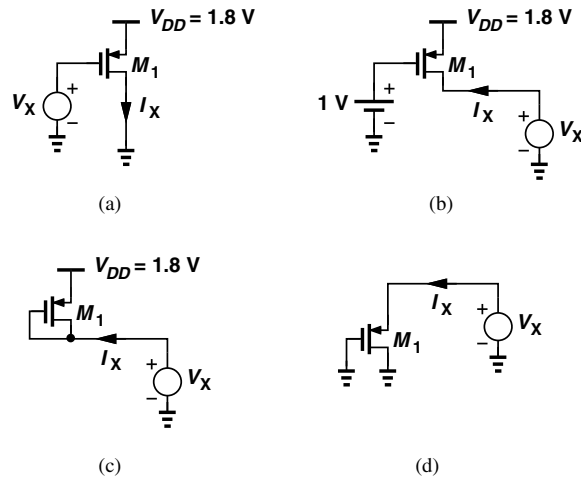 V_DD = 1.8 V
M_1
V_X
+
−
I_X
(a)
V_DD = 1.8 V
M_1
1 V
+
−
I_X
+
−
V_X
(b)
V_DD = 1.8 V
M_1
I_X
+
−
V_X
(c)
I_X
M_1
+
−
V_X
(d)